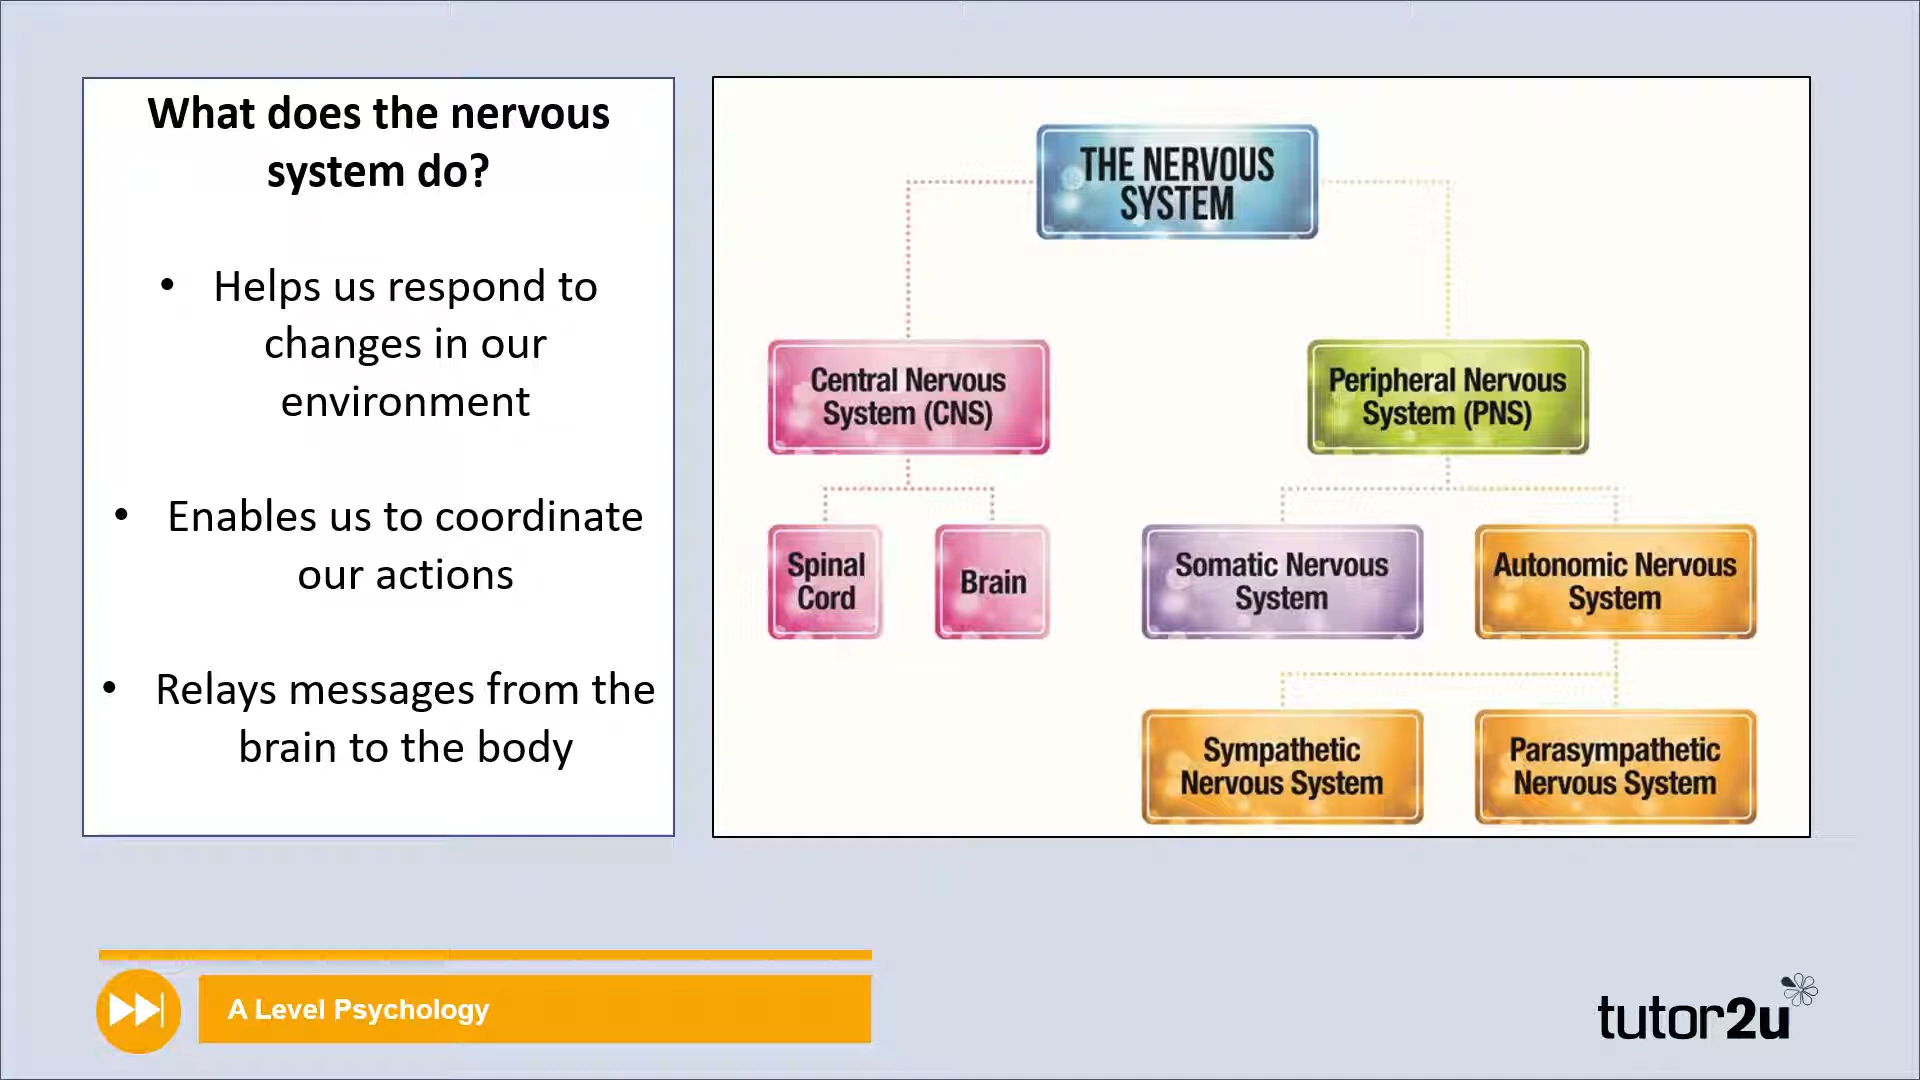 What does the nervous
system do?
• Helps us respond to
changes in our
environment
• Enables us to coordinate
our actions
• Relays messages from the
brain to the body
THE NERVOUS
SYSTEM
Central Nervous
System (CNS)
Peripheral Nervous
System (PNS)
Spinal
Cord
Brain
Somatic Nervous
System
Autonomic Nervous
System
Sympathetic
Nervous System
Parasympathetic
Nervous System
A Level Psychology
tutor2u